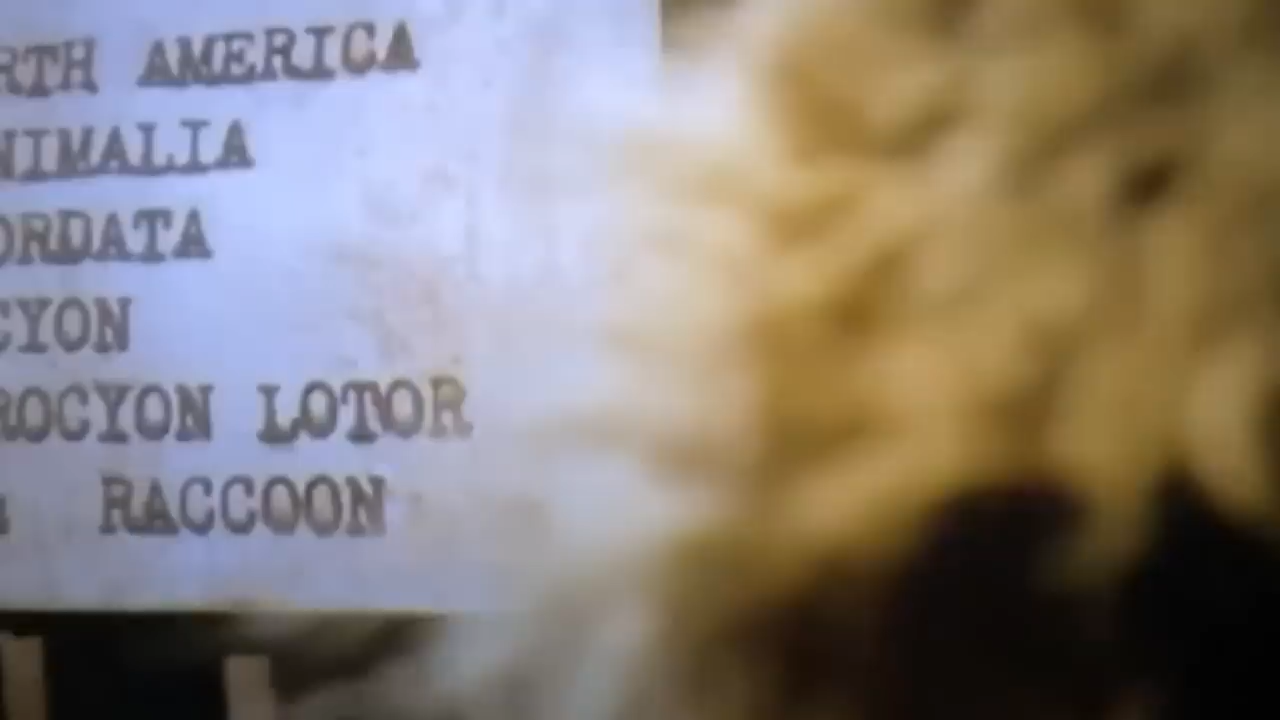 RTH AMERICA
NIMALIA
ORDATA
CYON
ROCYON LOTOR
RACCOON